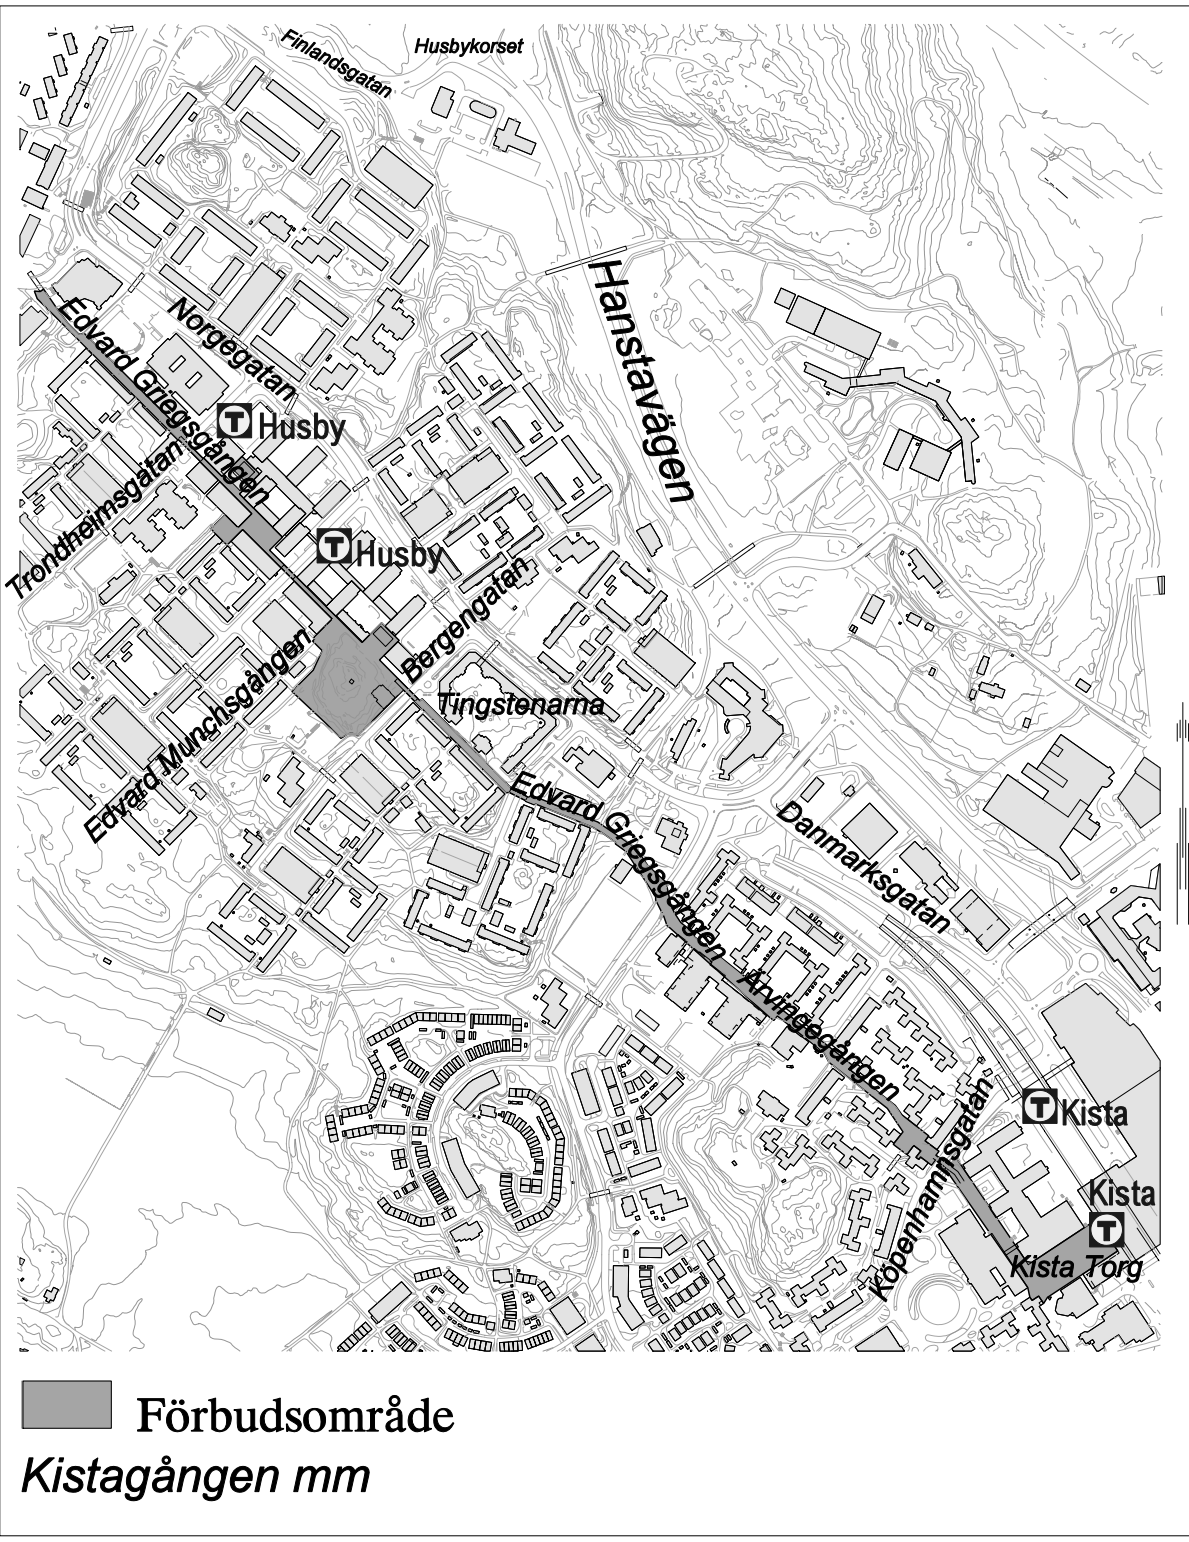 Finlandsgatan
Husbykorset
Hanstavägen
Edvard Griegsgången
Norgegatan
T Husby
Trondheimsgatan
T Husby
Bergengatan
Edvard Munchsgången
Tingstenarna
Edvard Griegsgången
Danmarksgatan
Ärvingegången
Köpenhamnsgatan
T Kista
Kista
T
Kista Torg
Förbudsområde
Kistagången mm